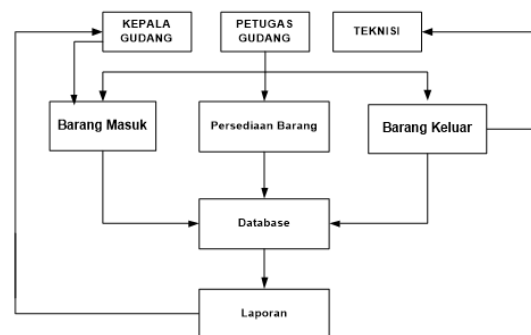 KEPALA
GUDANG
PETUGAS
GUDANG
TEKNISI
Barang Masuk
Persediaan Barang
Barang Keluar
Database
Laporan